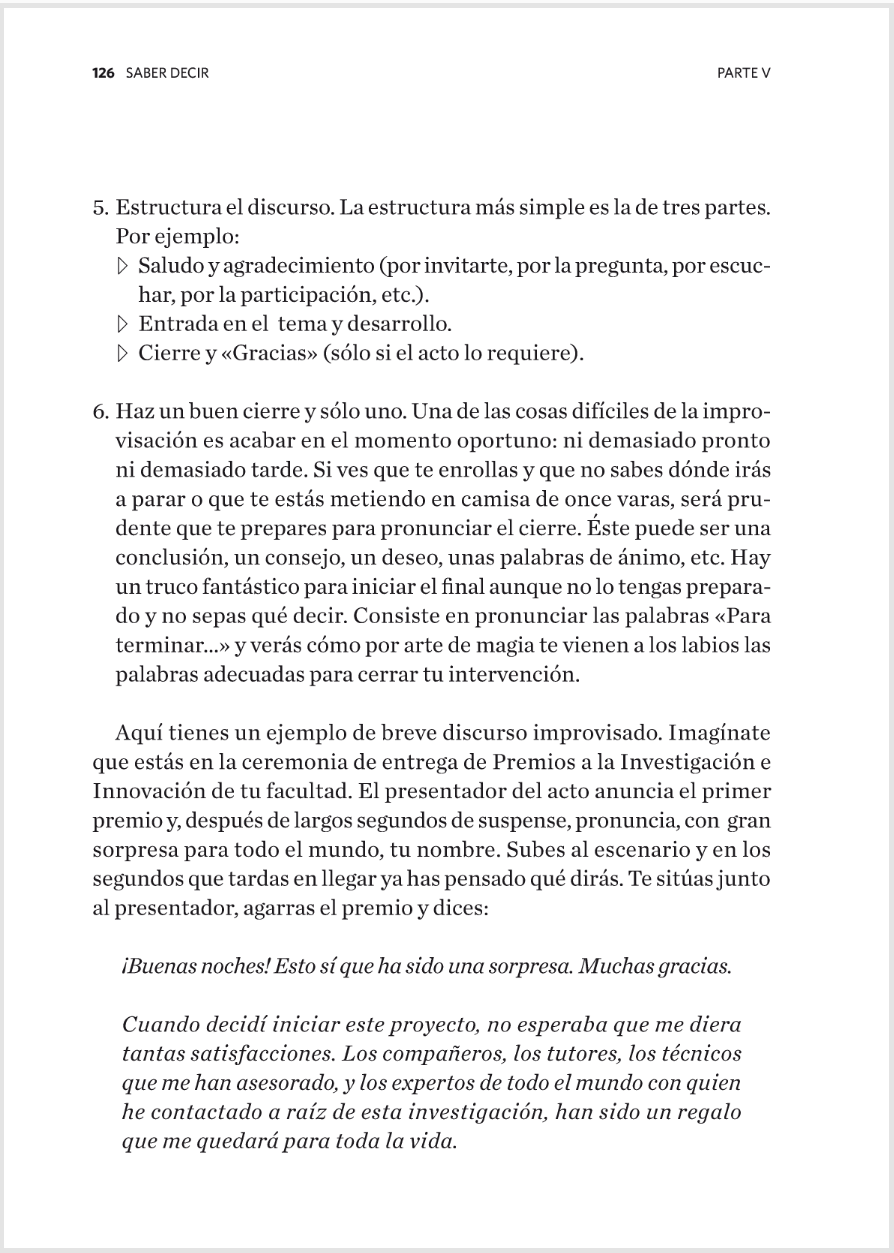 126 SABER DECIR
PARTE V
5. Estructura el discurso. La estructura más simple es la de tres partes.
Por ejemplo:
▷ Saludo y agradecimiento (por invitarte, por la pregunta, por escuc-
har, por la participación, etc.).
▷ Entrada en el tema y desarrollo.
▷ Cierre y «Gracias» (sólo si el acto lo requiere).
6. Haz un buen cierre y sólo uno. Una de las cosas difíciles de la impro-
visación es acabar en el momento oportuno: ni demasiado pronto
ni demasiado tarde. Si ves que te enrollas y que no sabes dónde irás
a parar o que te estás metiendo en camisa de once varas, será pru-
dente que te prepares para pronunciar el cierre. Éste puede ser una
conclusión, un consejo, un deseo, unas palabras de ánimo, etc. Hay
un truco fantástico para iniciar el final aunque no lo tengas prepara-
do y no sepas qué decir. Consiste en pronunciar las palabras «Para
terminar...» y verás cómo por arte de magia te vienen a los labios las
palabras adecuadas para cerrar tu intervención.
Aquí tienes un ejemplo de breve discurso improvisado. Imagínate
que estás en la ceremonia de entrega de Premios a la Investigación e
Innovación de tu facultad. El presentador del acto anuncia el primer
premio y, después de largos segundos de suspense, pronuncia, con gran
sorpresa para todo el mundo, tu nombre. Subes al escenario y en los
segundos que tardas en llegar ya has pensado qué dirás. Te sitúas junto
al presentador, agarras el premio y dices:
¡Buenas noches! Esto sí que ha sido una sorpresa. Muchas gracias.
Cuando decidí iniciar este proyecto, no esperaba que me diera
tantas satisfacciones. Los compañeros, los tutores, los técnicos
que me han asesorado, y los expertos de todo el mundo con quien
he contactado a raíz de esta investigación, han sido un regalo
que me quedará para toda la vida.